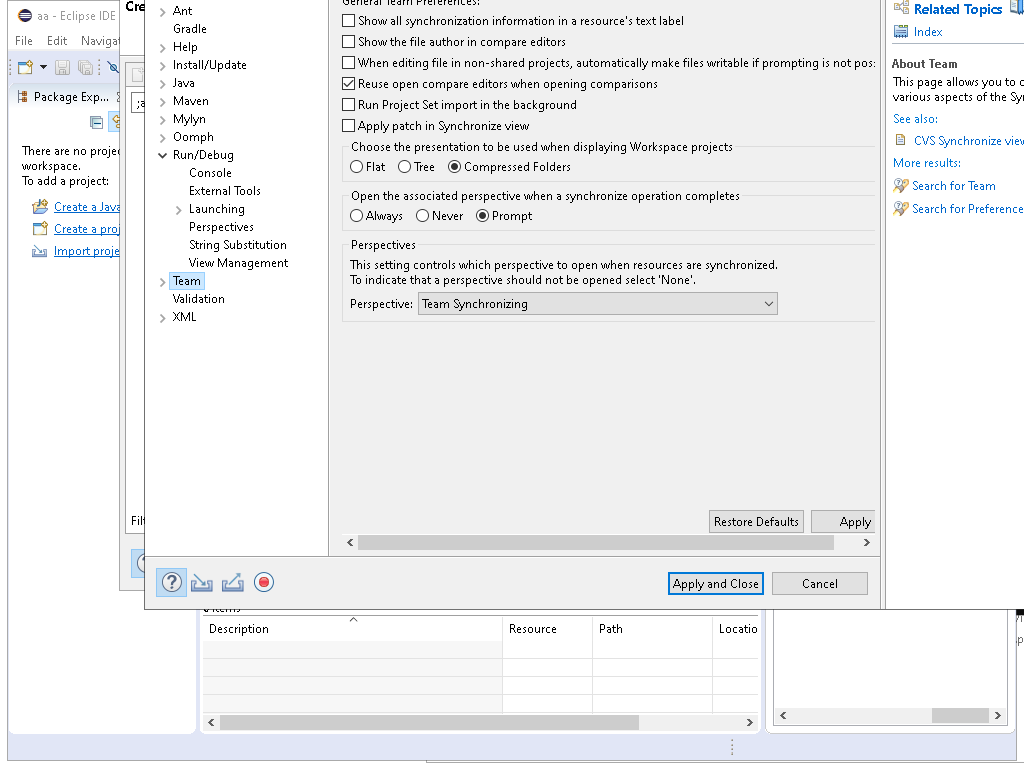 aa - Eclipse IDE
File Edit Navigat
Package Exp...
There are no proje
workspace.
To add a project:
Create a Java
Create a proj
Import proje
Cre
;a
Filt
Ant
Gradle
Help
Install/Update
Java
Maven
Mylyn
Oomph
Run/Debug
Console
External Tools
Launching
Perspectives
String Substitution
View Management
Team
Validation
XML
General Team Preferences:
Show all synchronization information in a resource's text label
Show the file author in compare editors
When editing file in non-shared projects, automatically make files writable if prompting is not pos:
Reuse open compare editors when opening comparisons
Run Project Set import in the background
Apply patch in Synchronize view
Choose the presentation to be used when displaying Workspace projects
Flat Tree Compressed Folders
Open the associated perspective when a synchronize operation completes
Always Never Prompt
Perspectives
This setting controls which perspective to open when resources are synchronized.
To indicate that a perspective should not be opened select 'None'.
Perspective: Team Synchronizing
Restore Defaults Apply
Apply and Close Cancel
Related Topics
Index
About Team
This page allows you to c
various aspects of the Syn
See also:
CVS Synchronize view
More results:
Search for Team
Search for Preference
items
Description Resource Path Locatio